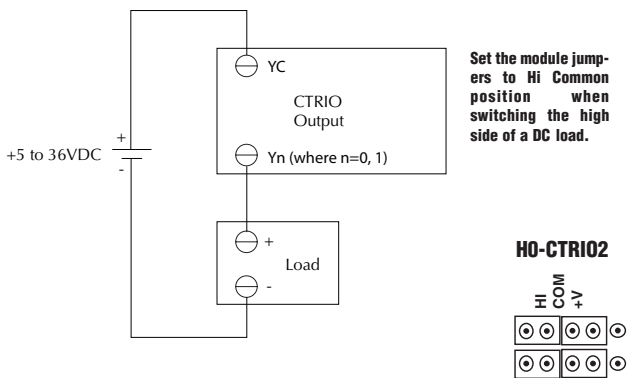 YC
CTRIO
Output
Yn (where n=0, 1)
+
+5 to 36VDC
-
+
Load
-
Set the module jump-
ers to Hi Common
position when
switching the high
side of a DC load.
H0-CTRIO2
HI
COM
+V